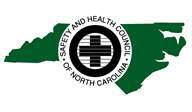 SAFETY AND HEALTH COUNCIL
OF NORTH CAROLINA